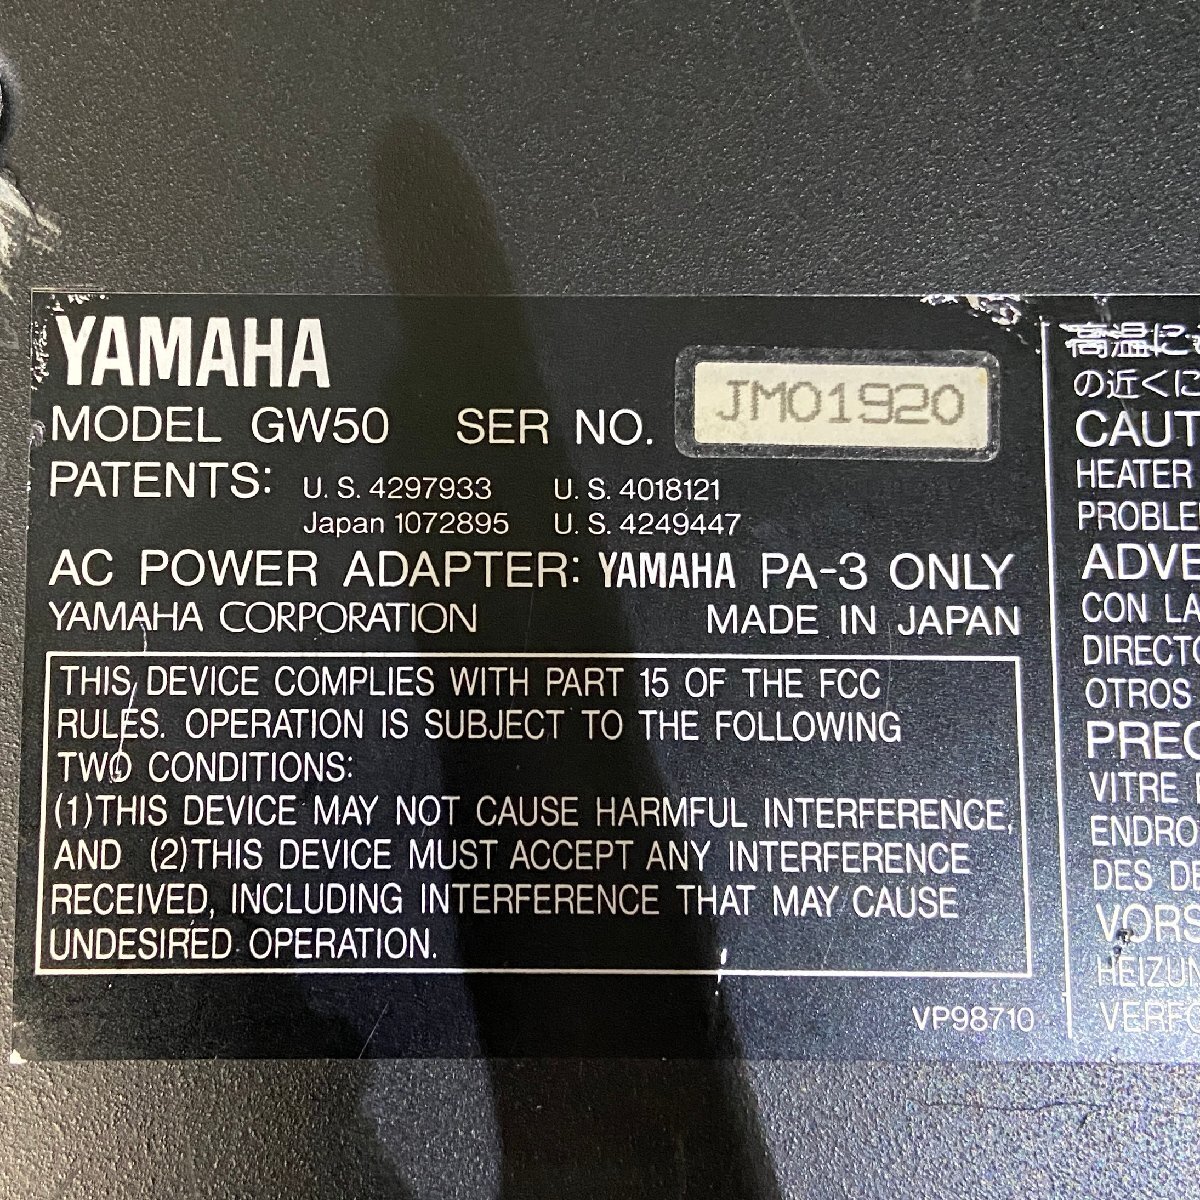 YAMAHA
MODEL GW50 SER NO. JM01920
PATENTS: U.S. 4297933 U.S. 4018121
Japan 1072895 U.S. 4249447
AC POWER ADAPTER: YAMAHA PA-3 ONLY
YAMAHA CORPORATION MADE IN JAPAN
THIS DEVICE COMPLIES WITH PART 15 OF THE FCC
RULES. OPERATION IS SUBJECT TO THE FOLLOWING
TWO CONDITIONS:
(1)THIS DEVICE MAY NOT CAUSE HARMFUL INTERFERENCE,
AND (2)THIS DEVICE MUST ACCEPT ANY INTERFERENCE
RECEIVED, INCLUDING INTERFERENCE THAT MAY CAUSE
UNDESIRED OPERATION.
VP98710
高温に
の近くに
CAUT
HEATER
PROBLE
ADVE
CON LA
DIRECTO
OTROS
PREC
VITRE
ENDRO
DES DE
VORS
HEIZUN
VERFO